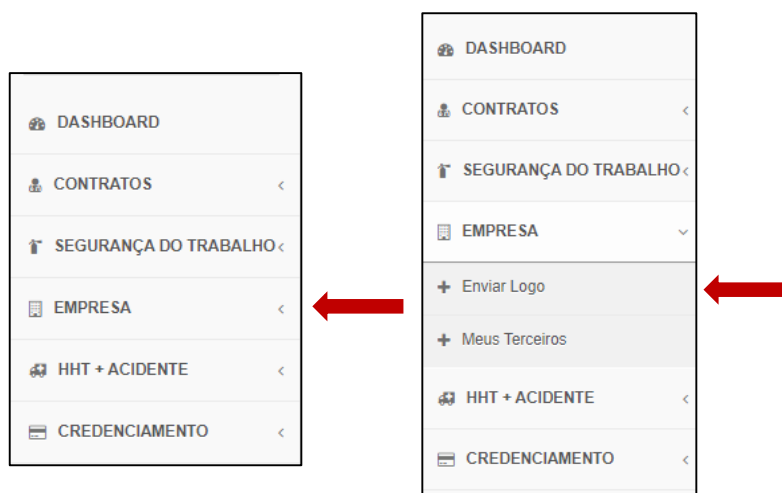 DASHBOARD
CONTRATOS
SEGURANÇA DO TRABALHO
EMPRESA
HHT + ACIDENTE
CREDENCIAMENTO
DASHBOARD
CONTRATOS
SEGURANÇA DO TRABALHO
EMPRESA
+ Enviar Logo
+ Meus Terceiros
HHT + ACIDENTE
CREDENCIAMENTO